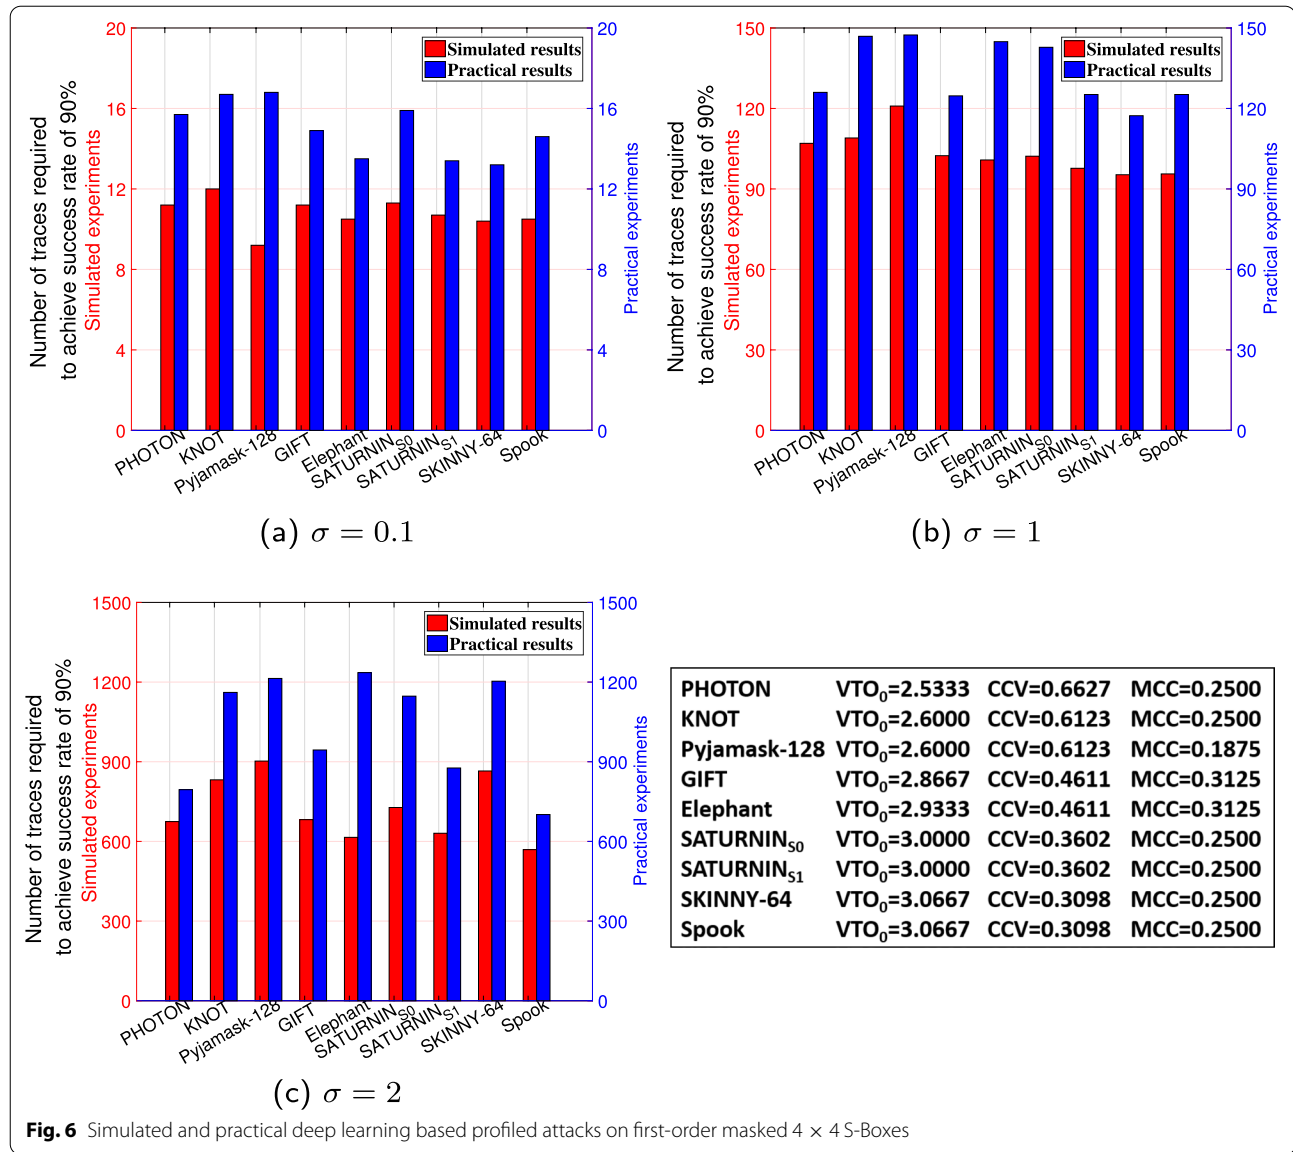 20
16
12
8
4
0
Number of traces required
to achieve success rate of 90%
Simulated experiments
Simulated results
Practical results
20
16
12
8
4
0
Practical experiments
PHOTON
KNOT
Pyjamask-128
GIFT
Elephant
SATURNIN_S0
SATURNIN_S1
SKINNY-64
Spook
(a) σ = 0.1
150
120
90
60
30
0
Number of traces required
to achieve success rate of 90%
Simulated experiments
Simulated results
Practical results
150
120
90
60
30
0
Practical experiments
PHOTON
KNOT
Pyjamask-128
GIFT
Elephant
SATURNIN_S0
SATURNIN_S1
SKINNY-64
Spook
(b) σ = 1
1500
1200
900
600
300
0
Number of traces required
to achieve success rate of 90%
Simulated experiments
Simulated results
Practical results
1500
1200
900
600
300
0
Practical experiments
PHOTON
KNOT
Pyjamask-128
GIFT
Elephant
SATURNIN_S0
SATURNIN_S1
SKINNY-64
Spook
(c) σ = 2
PHOTON VTO₀=2.5333 CCV=0.6627 MCC=0.2500
KNOT VTO₀=2.6000 CCV=0.6123 MCC=0.2500
Pyjamask-128 VTO₀=2.6000 CCV=0.6123 MCC=0.1875
GIFT VTO₀=2.8667 CCV=0.4611 MCC=0.3125
Elephant VTO₀=2.9333 CCV=0.4611 MCC=0.3125
SATURNIN_S0 VTO₀=3.0000 CCV=0.3602 MCC=0.2500
SATURNIN_S1 VTO₀=3.0000 CCV=0.3602 MCC=0.2500
SKINNY-64 VTO₀=3.0667 CCV=0.3098 MCC=0.2500
Spook VTO₀=3.0667 CCV=0.3098 MCC=0.2500
Fig. 6 Simulated and practical deep learning based profiled attacks on first-order masked 4 × 4 S-Boxes